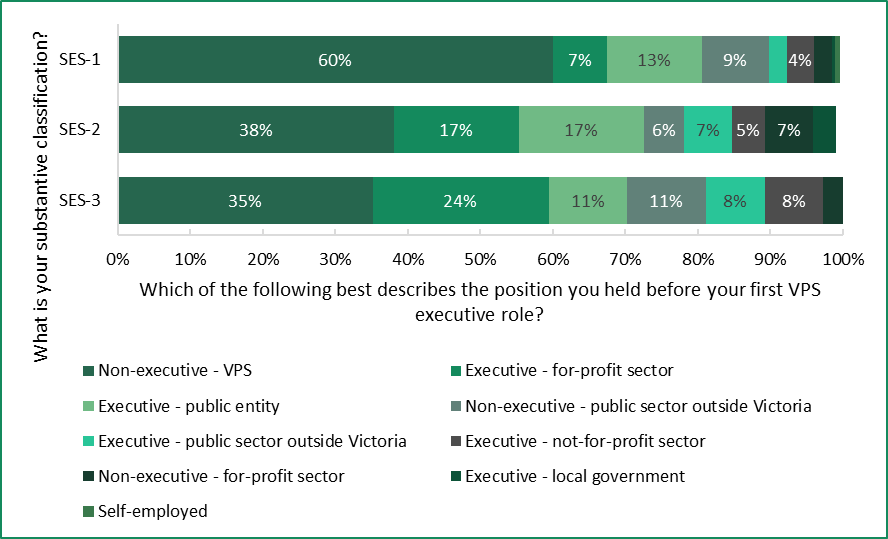 What is your substantive classification?
SES-1
60%
7%
13%
9%
4%
SES-2
38%
17%
17%
6%
7%
5%
7%
SES-3
35%
24%
11%
11%
8%
8%
0%
10%
20%
30%
40%
50%
60%
70%
80%
90%
100%
Which of the following best describes the position you held before your first VPS
executive role?
Non-executive - VPS
Executive - for-profit sector
Executive - public entity
Non-executive - public sector outside Victoria
Executive - public sector outside Victoria
Executive - not-for-profit sector
Non-executive - for-profit sector
Executive - local government
Self-employed